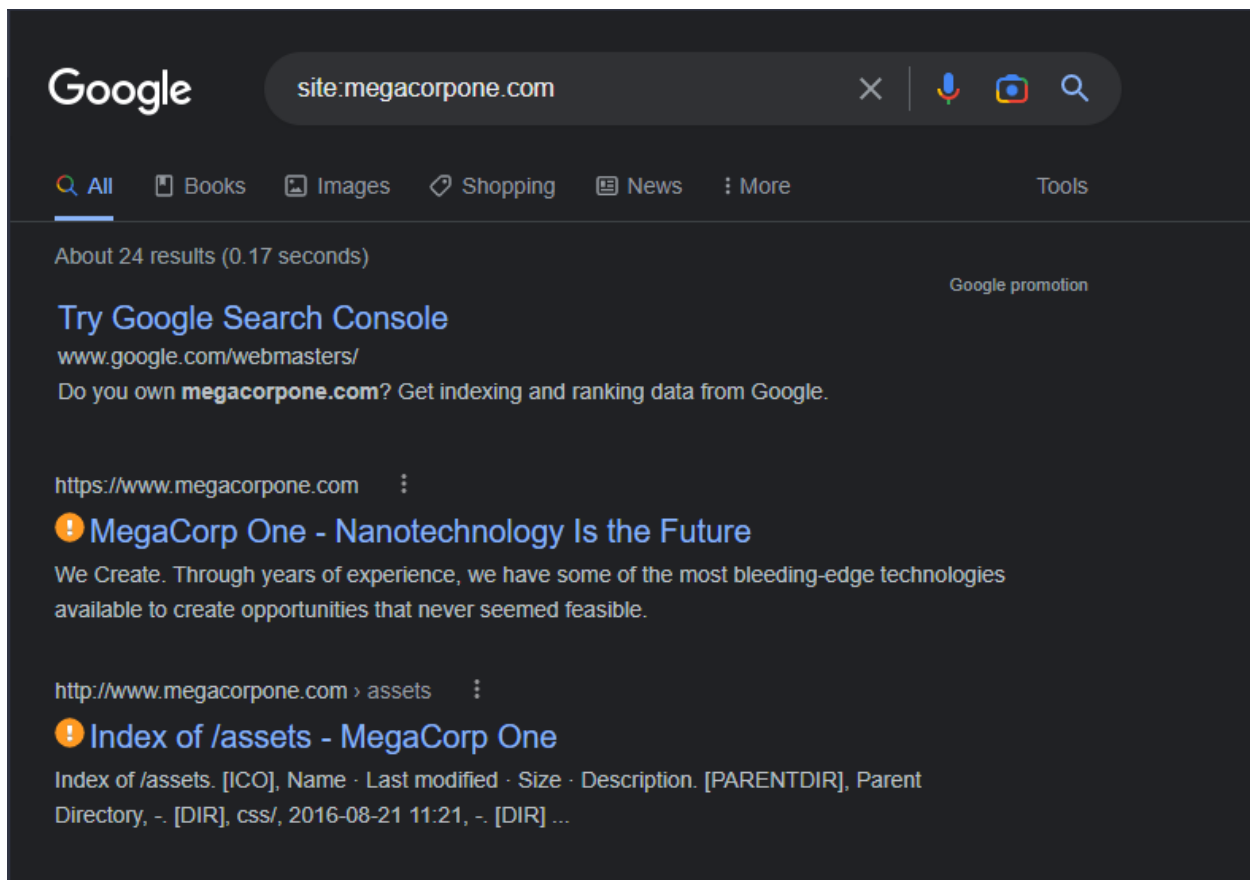 Google
site:megacorpone.com
All Books Images Shopping News More Tools
About 24 results (0.17 seconds)
Google promotion
Try Google Search Console
www.google.com/webmasters/
Do you own megacorpone.com? Get indexing and ranking data from Google.
https://www.megacorpone.com
MegaCorp One - Nanotechnology Is the Future
We Create. Through years of experience, we have some of the most bleeding-edge technologies
available to create opportunities that never seemed feasible.
http://www.megacorpone.com › assets
Index of /assets - MegaCorp One
Index of /assets. [ICO], Name · Last modified · Size · Description. [PARENTDIR], Parent
Directory, -. [DIR], css/, 2016-08-21 11:21, -. [DIR] ...